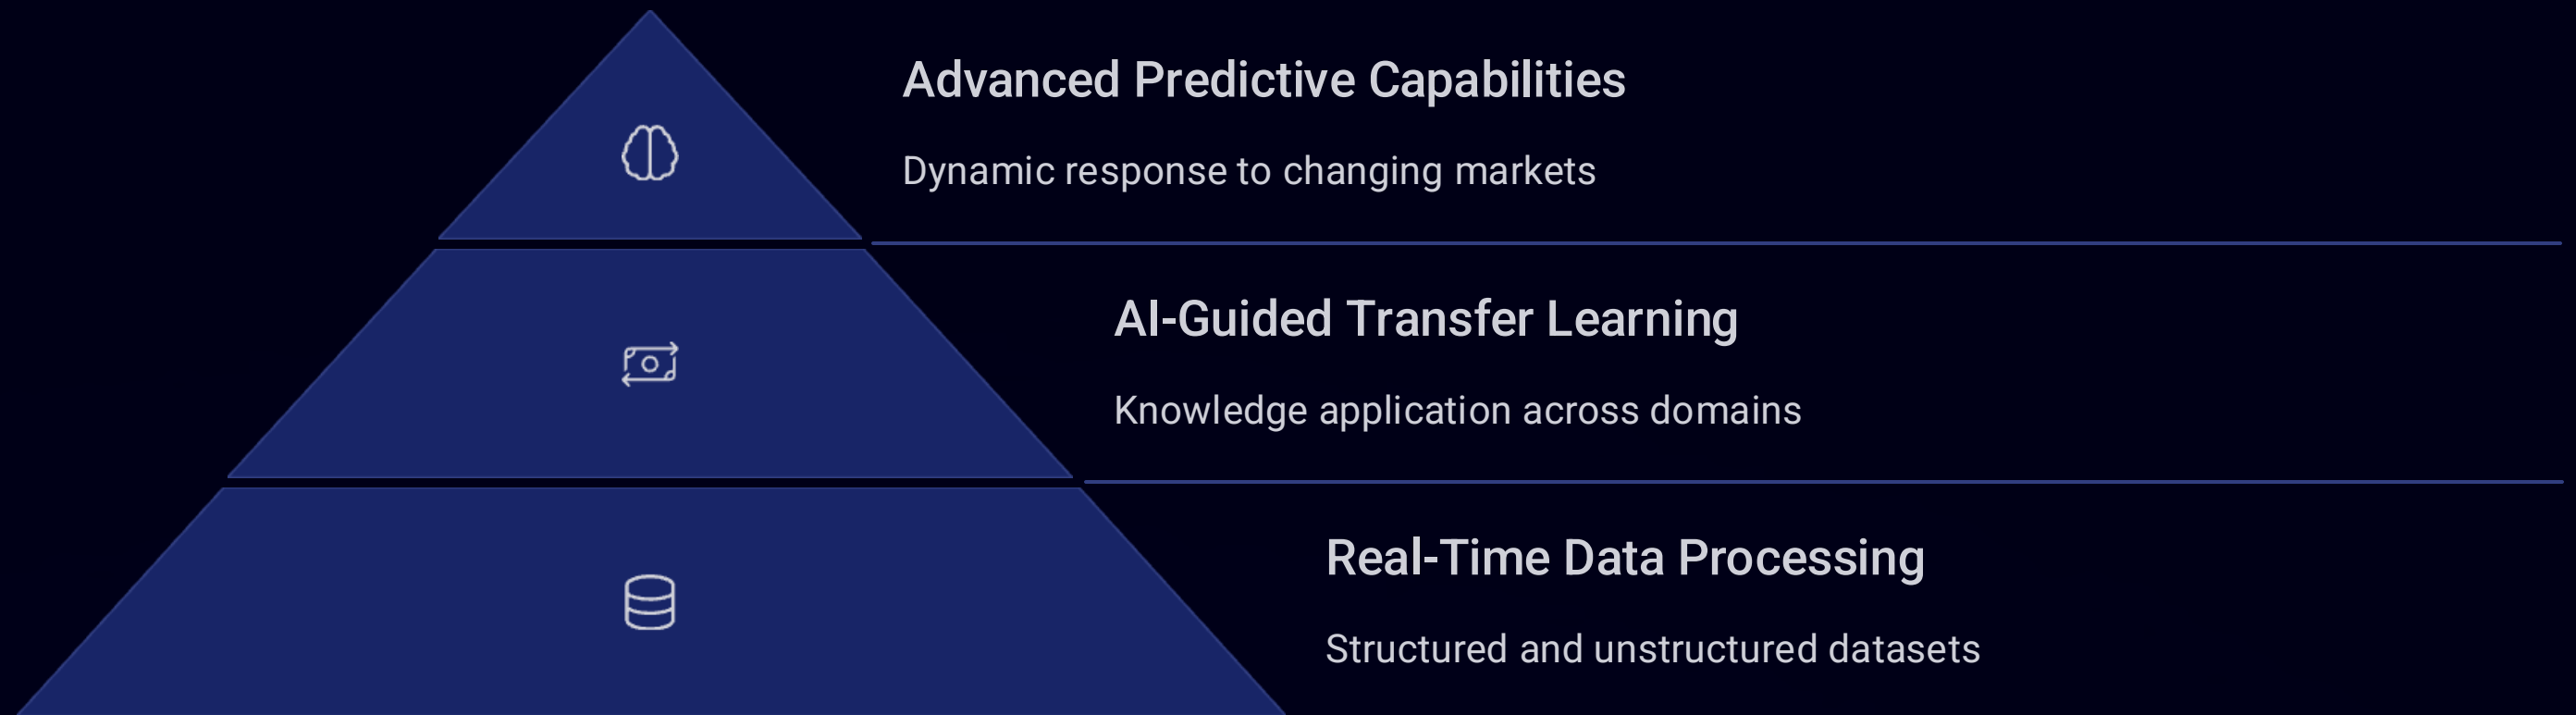 Advanced Predictive Capabilities
Dynamic response to changing markets
AI-Guided Transfer Learning
Knowledge application across domains
Real-Time Data Processing
Structured and unstructured datasets